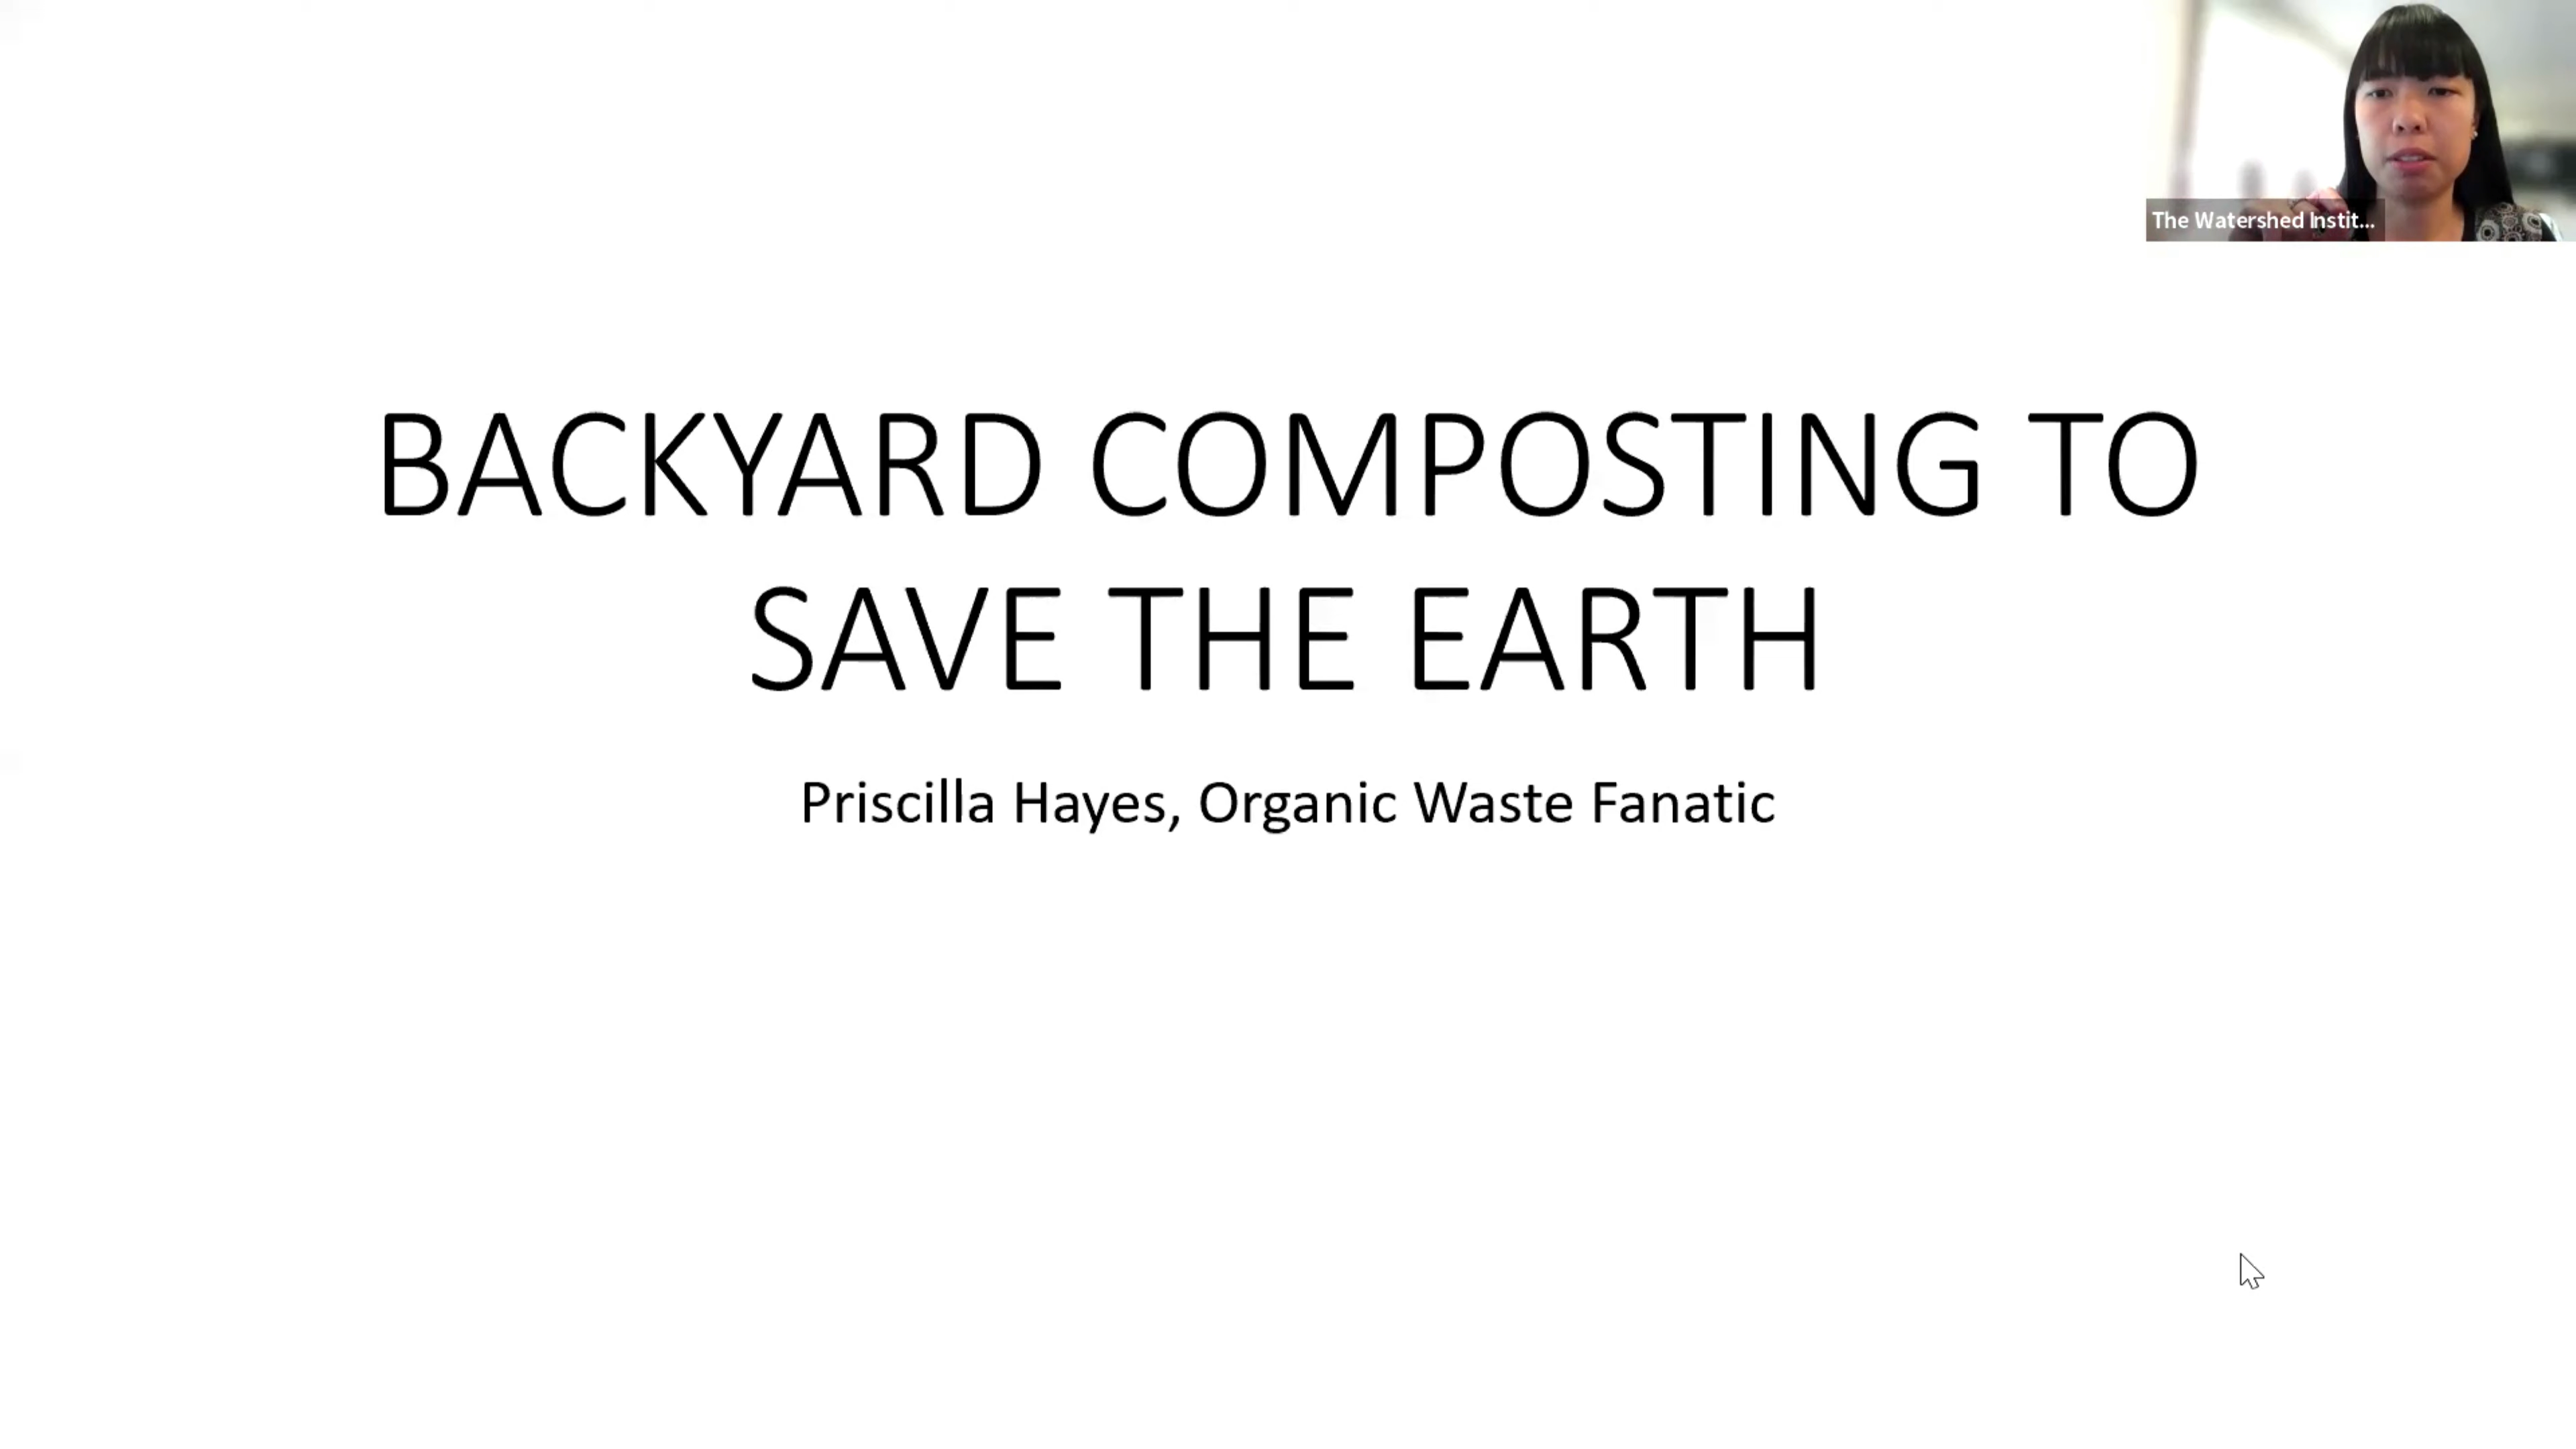 The Watershed Instit...
BACKYARD COMPOSTING TO
SAVE THE EARTH
Priscilla Hayes, Organic Waste Fanatic